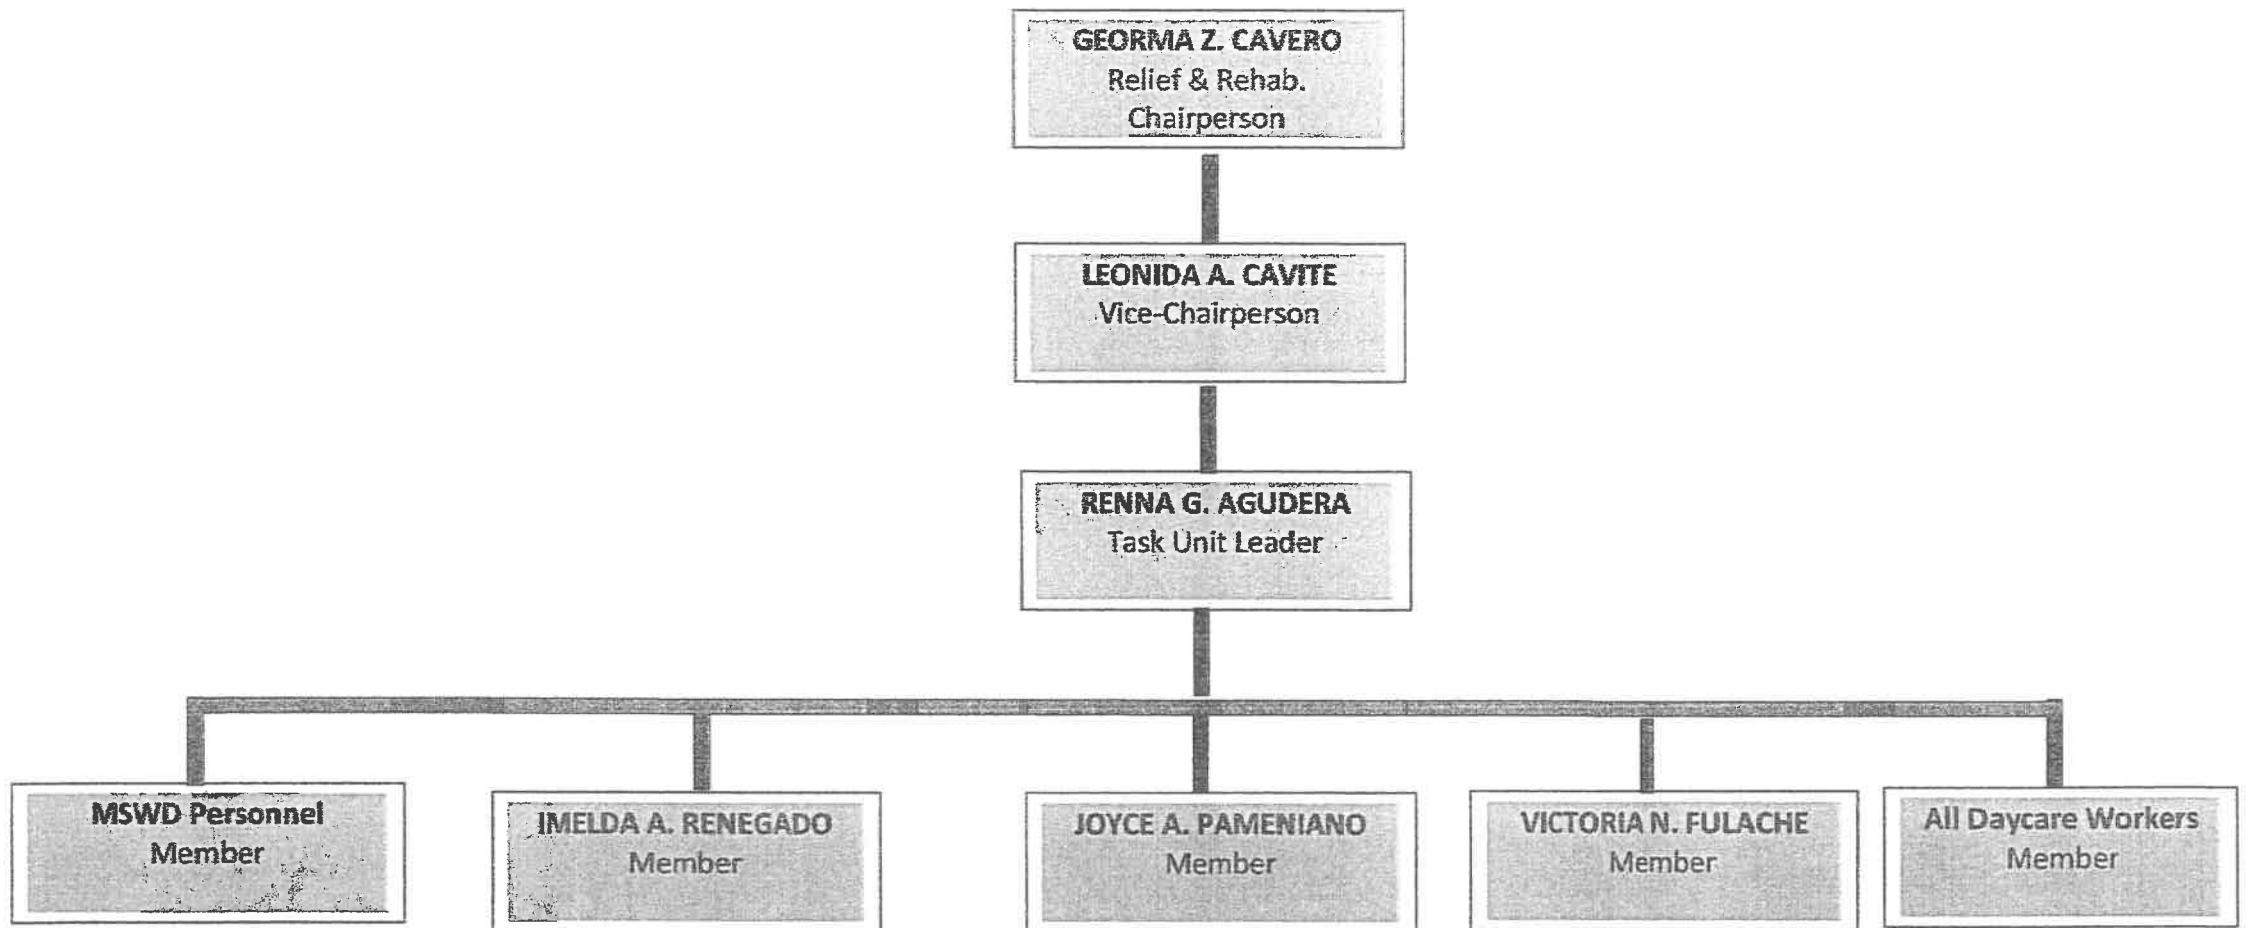 GEORMA Z. CAVERO
Relief & Rehab.
Chairperson
LEONIDA A. CAVITE
Vice-Chairperson
RENNA G. AGUDERA
Task Unit Leader
MSWD Personnel
Member
IMELDA A. RENEGADO
Member
JOYCE A. PAMENIANO
Member
VICTORIA N. FULACHE
Member
All Daycare Workers
Member